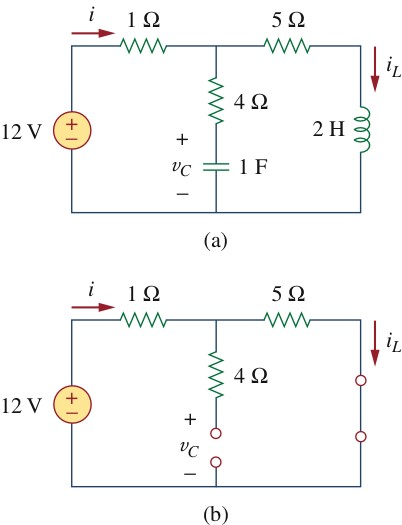 i 1 Ω 5 Ω
i_L
4 Ω
12 V + − 2 H
+
v_C 1 F
−
(a)
i 1 Ω 5 Ω
i_L
4 Ω
12 V + −
+
v_C
−
(b)